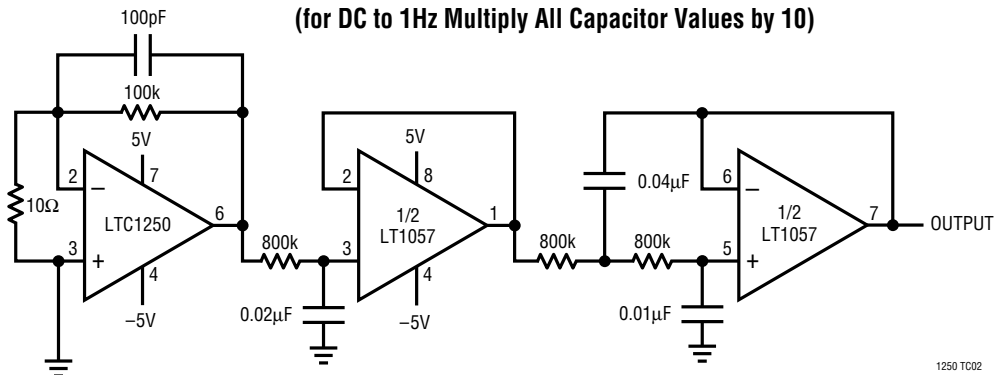 (for DC to 1Hz Multiply All Capacitor Values by 10)
100pF
100k
5V
5V
2
7
2
8
6
0.04µF
10Ω
LTC1250
6
1/2
LT1057
1
1/2
LT1057
7
OUTPUT
3
4
800k
3
4
800k
800k
5
–5V
0.02µF
–5V
0.01µF
1250 TC02